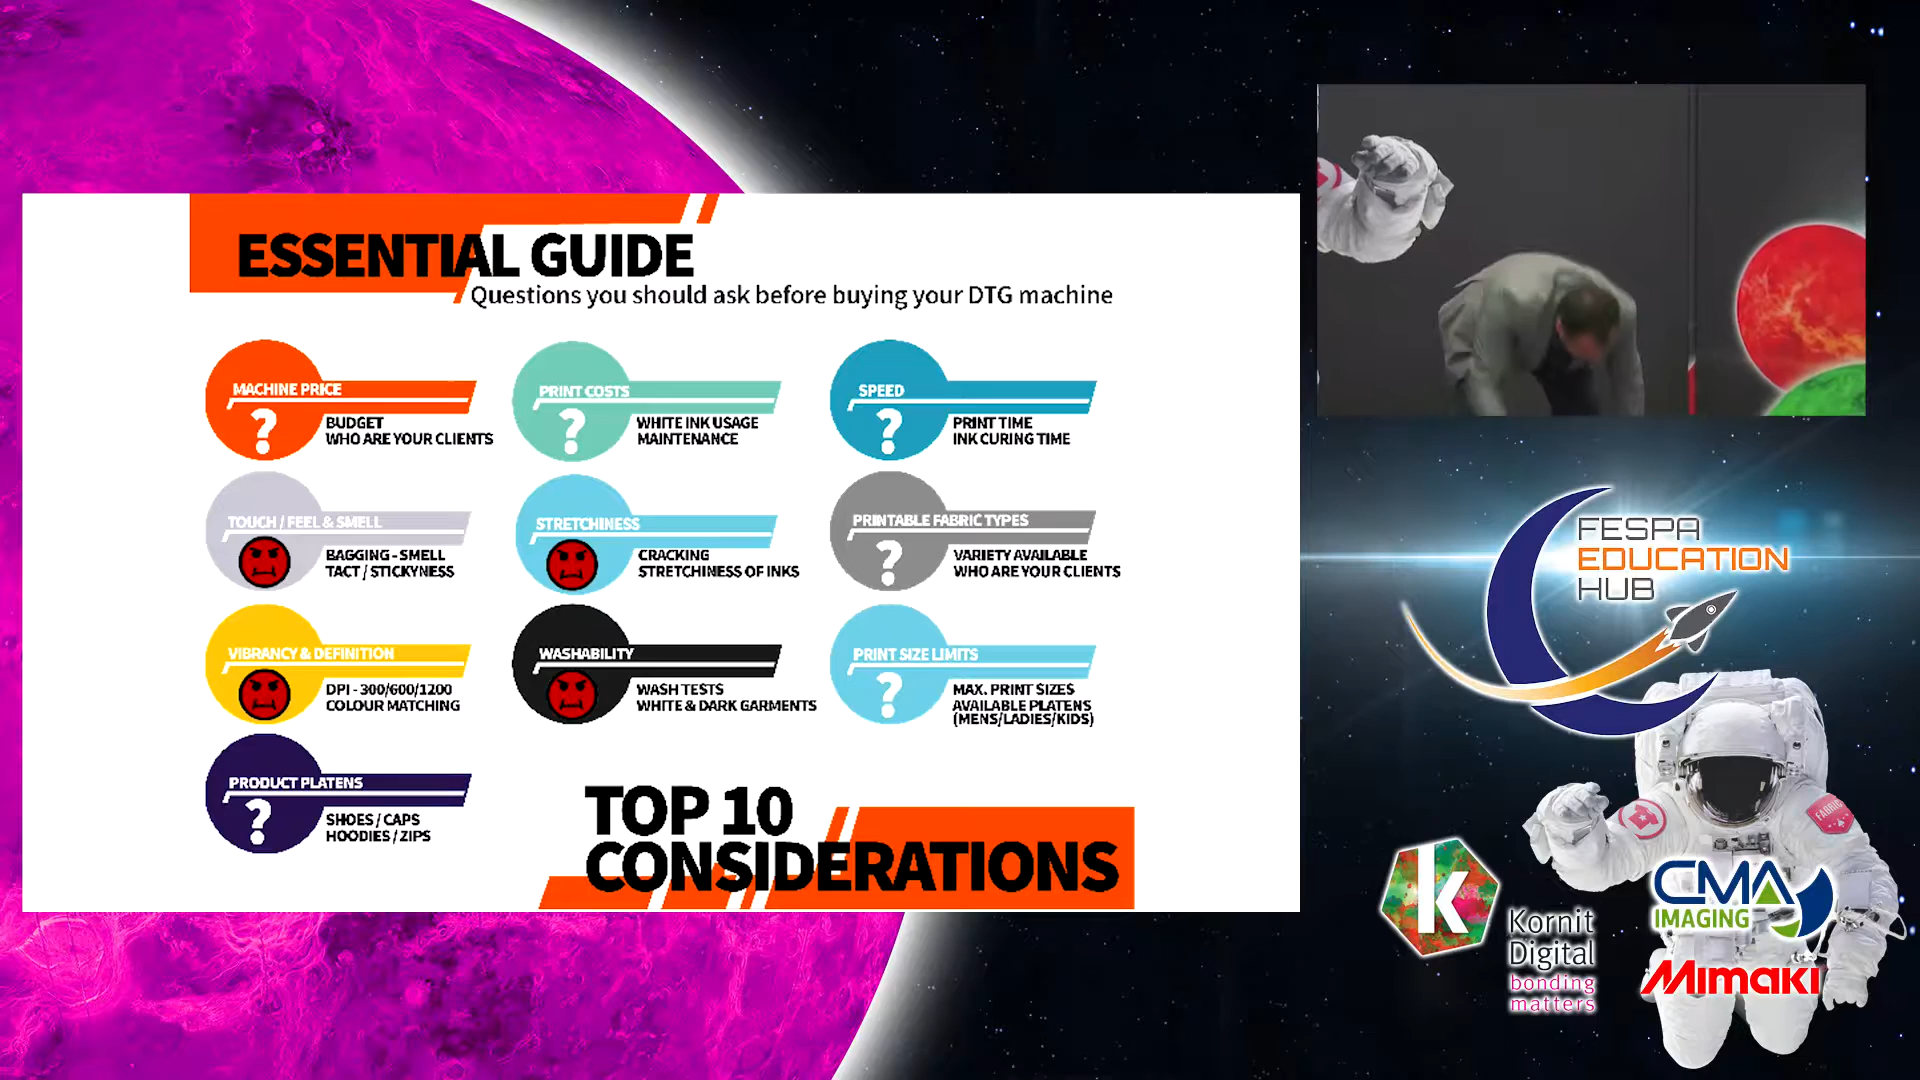 ESSENTIAL GUIDE
Questions you should ask before buying your DTG machine
MACHINE PRICE
?
BUDGET
WHO ARE YOUR CLIENTS
PRINT COSTS
?
WHITE INK USAGE
MAINTENANCE
SPEED
?
PRINT TIME
INK CURING TIME
TOUCH / FEEL & SMELL
BAGGING - SMELL
TACT / STICKYNESS
STRETCHINESS
CRACKING
STRETCHINESS OF INKS
PRINTABLE FABRIC TYPES
?
VARIETY AVAILABLE
WHO ARE YOUR CLIENTS
VIBRANCY & DEFINITION
DPI - 300/600/1200
COLOUR MATCHING
WASHABILITY
WASH TESTS
WHITE & DARK GARMENTS
PRINT SIZE LIMITS
?
MAX. PRINT SIZES
AVAILABLE PLATENS
(MENS/LADIES/KIDS)
PRODUCT PLATENS
?
SHOES / CAPS
HOODIES / ZIPS
TOP 10
CONSIDERATIONS
FESPA
EDUCATION
HUB
FABRIC
K
Kornit
Digital
bonding
matters
CMA
IMAGING
Mimaki